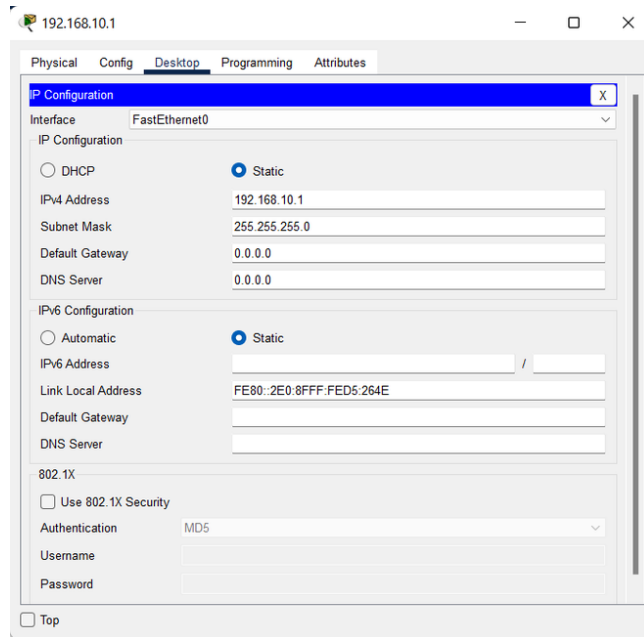 192.168.10.1
Physical Config Desktop Programming Attributes
IP Configuration X
Interface FastEthernet0
IP Configuration
DHCP Static
IPv4 Address 192.168.10.1
Subnet Mask 255.255.255.0
Default Gateway 0.0.0.0
DNS Server 0.0.0.0
IPv6 Configuration
Automatic Static
IPv6 Address /
Link Local Address FE80::2E0:8FFF:FED5:264E
Default Gateway
DNS Server
802.1X
Use 802.1X Security
Authentication MD5
Username
Password
Top